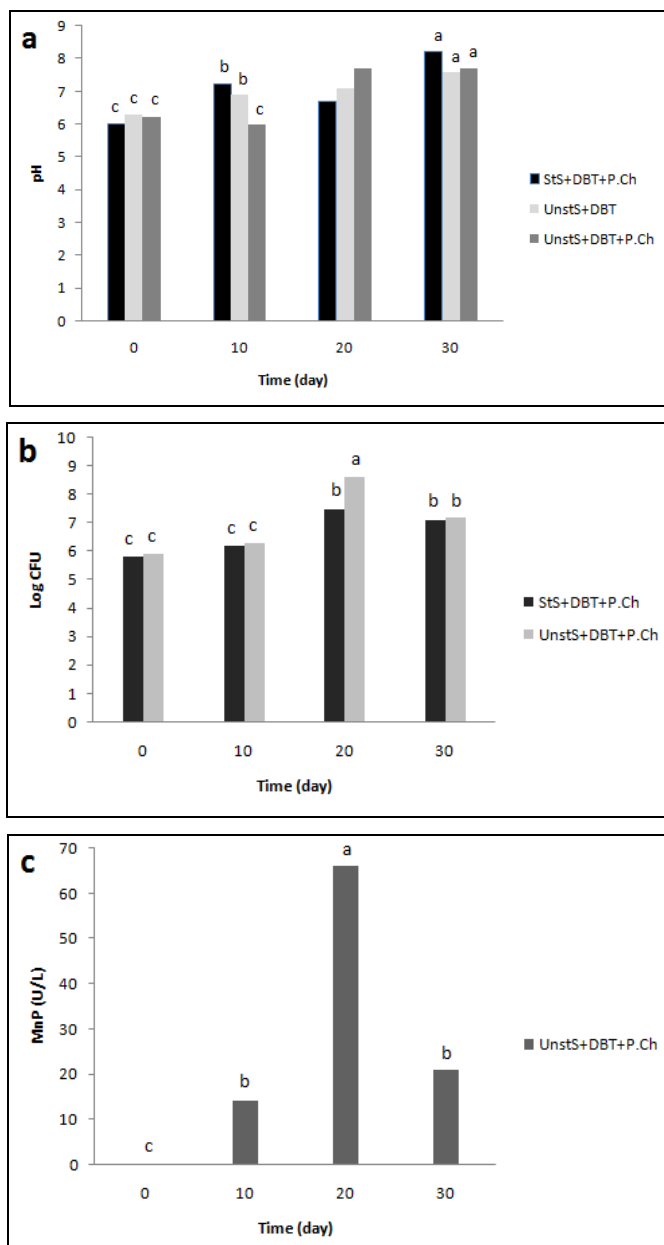 a
9
8
7
6
5
4
3
2
1
0
pH
c c c
b b c
a a a
0 10 20 30
Time (day)
StS+DBT+P.Ch
UnstS+DBT
UnstS+DBT+P.Ch
b
10
9
8
7
6
5
4
3
2
1
0
Log CFU
c c
c c
b a
b b
0 10 20 30
Time (day)
StS+DBT+P.Ch
UnstS+DBT+P.Ch
c
70
60
50
40
30
20
10
0
MnP (U/L)
c
b
a
b
0 10 20 30
Time (day)
UnstS+DBT+P.Ch